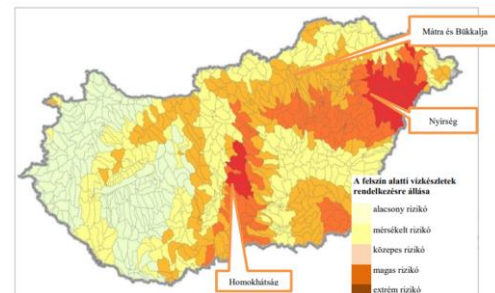 Mátra és Bükkalja
Nyírség
A felszín alatti vízkészletek
rendelkezésre állása
alacsony rizikó
mérsékelt rizikó
közepes rizikó
magas rizikó
extrém rizikó
Homokhátság